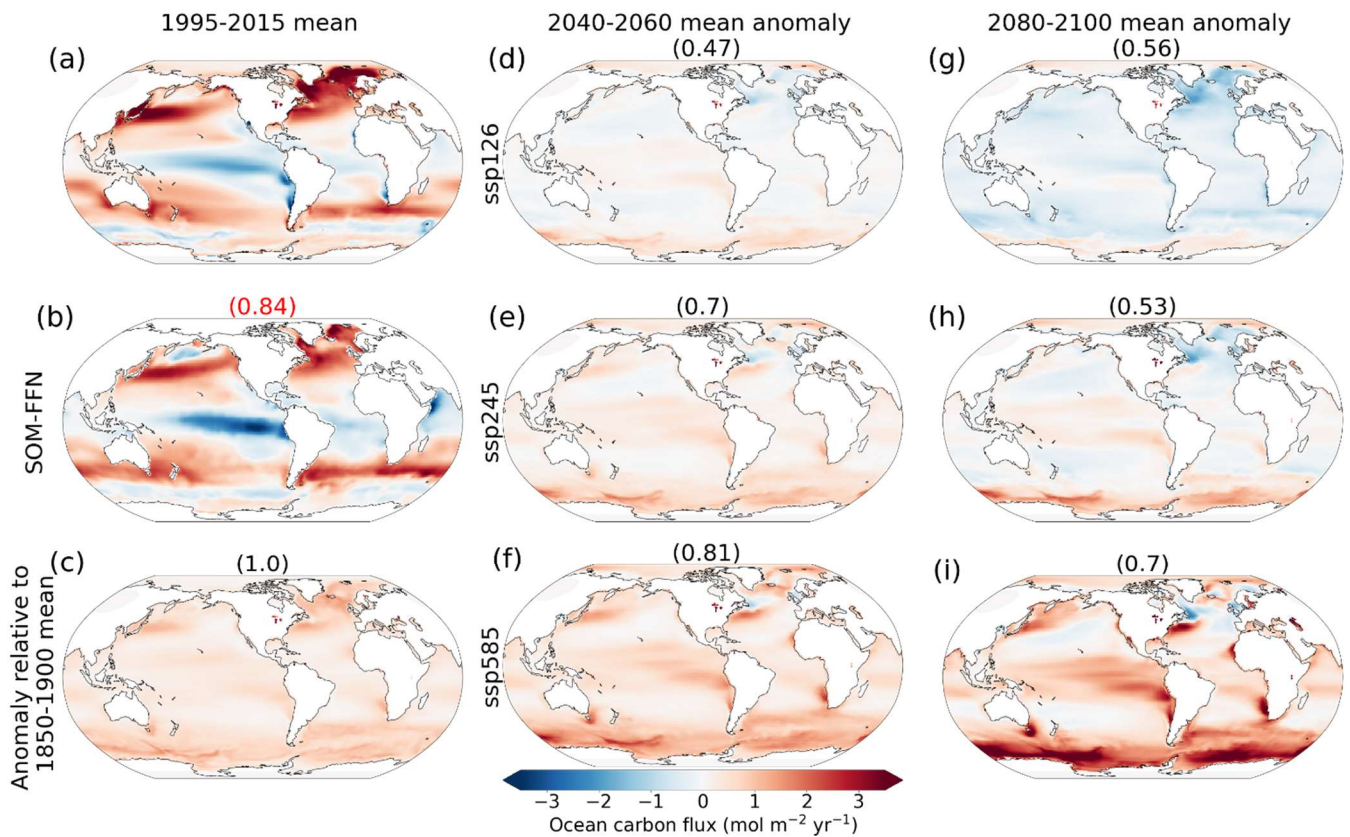 1995-2015 mean
2040-2060 mean anomaly
2080-2100 mean anomaly
(a)
(d)
(0.47)
(g)
(0.56)
ssp126
(b)
(0.84)
(e)
(0.7)
(h)
(0.53)
SOM-FFN
ssp245
(c)
(1.0)
(f)
(0.81)
(i)
(0.7)
Anomaly relative to
1850-1900 mean
ssp585
−3 −2 −1 0 1 2 3
Ocean carbon flux (mol m⁻² yr⁻¹)